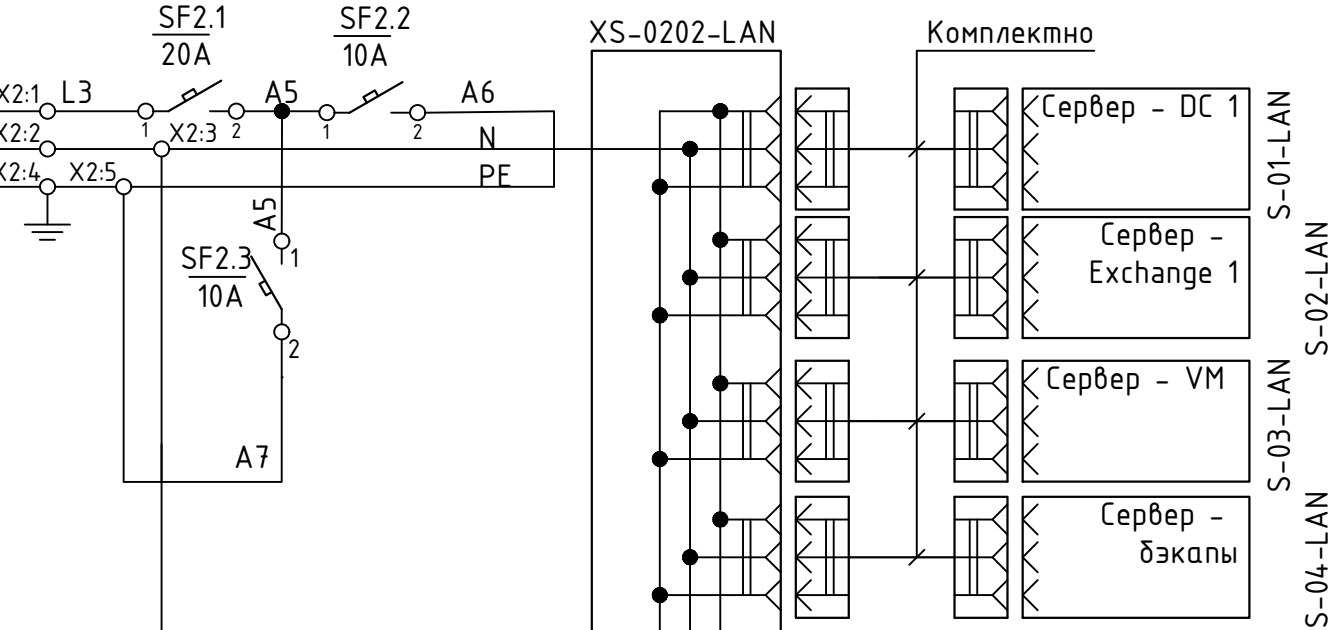 SF2.1
20A
SF2.2
10A
XS-0202-LAN
Комплектно
X2:1
L3
A5
A6
1
2
1
2
X2:2
X2:3
N
X2:4
X2:5
PE
A5
1
SF2.3
10A
2
A7
Сервер - DC 1
S-01-LAN
Сервер -
Exchange 1
S-02-LAN
Сервер - VM
S-03-LAN
Сервер -
бэкапы
S-04-LAN